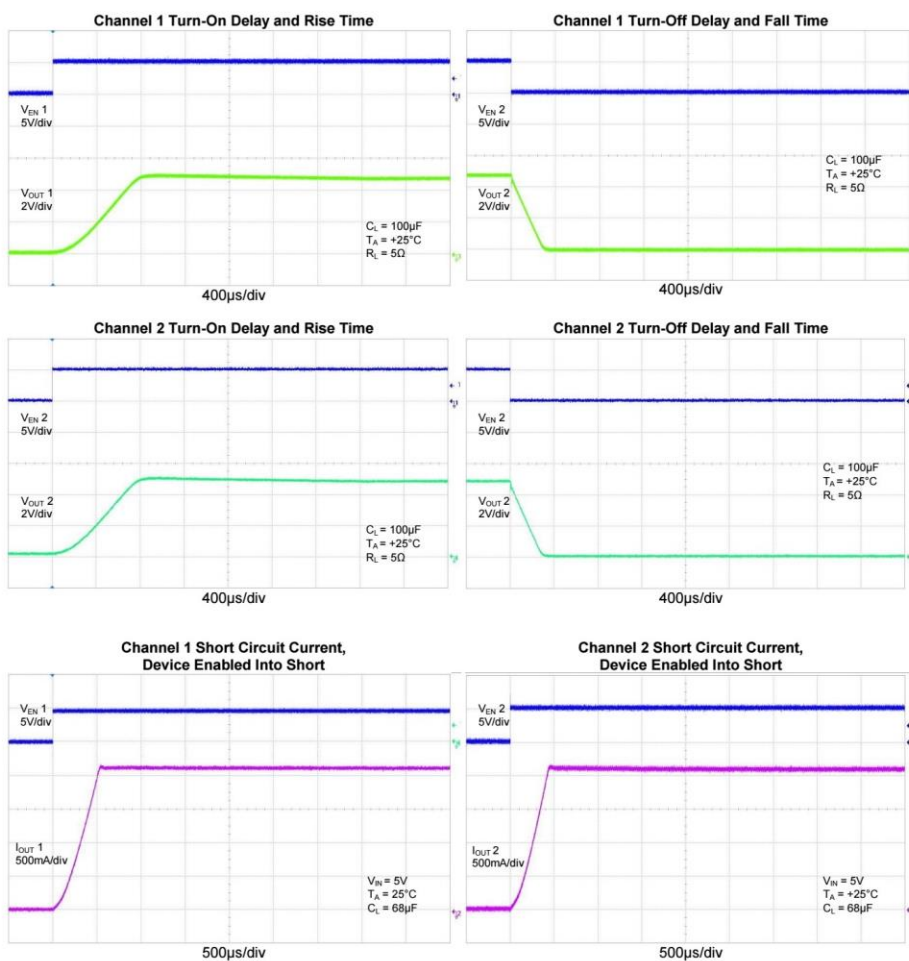 Channel 1 Turn-On Delay and Rise Time
V_EN 1
5V/div
V_OUT 1
2V/div
C_L = 100µF
T_A = +25°C
R_L = 5Ω
400µs/div
Channel 1 Turn-Off Delay and Fall Time
V_EN 2
5V/div
V_OUT 2
2V/div
C_L = 100µF
T_A = +25°C
R_L = 5Ω
400µs/div
Channel 2 Turn-On Delay and Rise Time
V_EN 2
5V/div
V_OUT 2
2V/div
C_L = 100µF
T_A = +25°C
R_L = 5Ω
400µs/div
Channel 2 Turn-Off Delay and Fall Time
V_EN 2
5V/div
V_OUT 2
2V/div
C_L = 100µF
T_A = +25°C
R_L = 5Ω
400µs/div
Channel 1 Short Circuit Current,
Device Enabled Into Short
V_EN 1
5V/div
I_OUT 1
500mA/div
V_IN = 5V
T_A = 25°C
C_L = 68µF
500µs/div
Channel 2 Short Circuit Current,
Device Enabled Into Short
V_EN 2
5V/div
I_OUT 2
500mA/div
V_IN = 5V
T_A = +25°C
C_L = 68µF
500µs/div